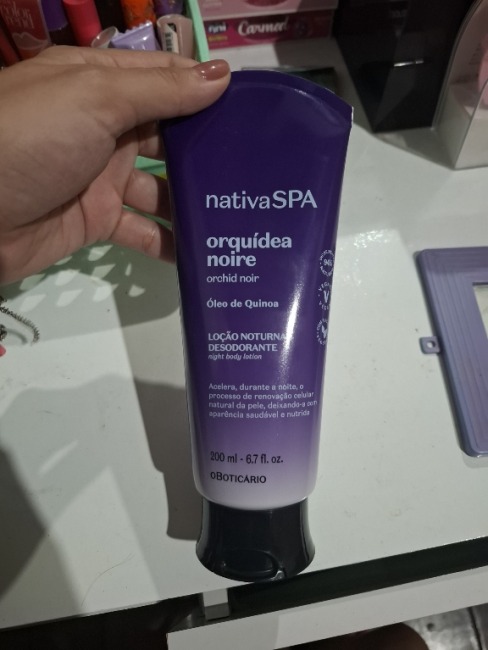 Carmed
nativaSPA
orquídea
noire
orchid noir
Óleo de Quinoa
LOÇÃO NOTURNA
DESODORANTE
night body lotion
Acelera, durante a noite, o
processo de renovação celular
natural da pele, deixando-a com
aparência saudável e nutrida
200 ml - 6.7 fl. oz.
oBOTICÁRIO